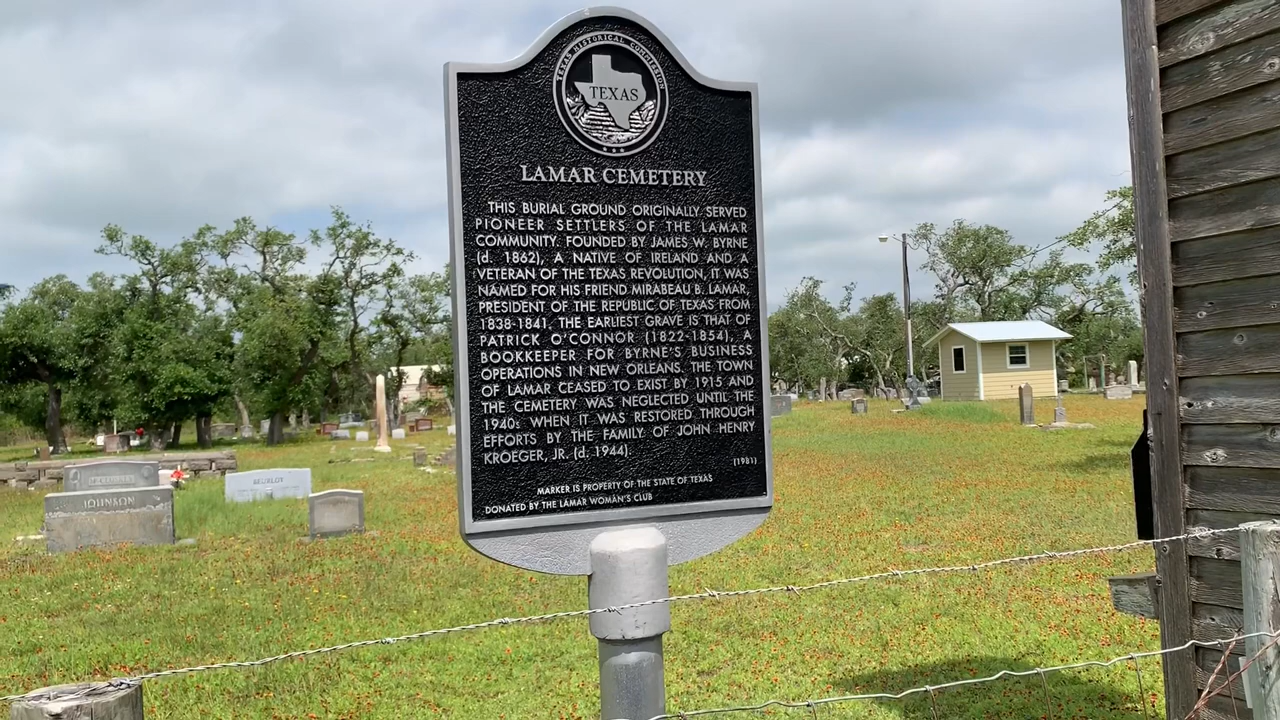 TEXAS HISTORICAL COMMISSION
TEXAS
LAMAR CEMETERY
THIS BURIAL GROUND ORIGINALLY SERVED
PIONEER SETTLERS OF THE LAMAR
COMMUNITY. FOUNDED BY JAMES W. BYRNE
(d. 1862), A NATIVE OF IRELAND AND A
VETERAN OF THE TEXAS REVOLUTION, IT WAS
NAMED FOR HIS FRIEND MIRABEAU B. LAMAR,
PRESIDENT OF THE REPUBLIC OF TEXAS FROM
1838-1841. THE EARLIEST GRAVE IS THAT OF
PATRICK O'CONNOR (1822-1854), A
BOOKKEEPER FOR BYRNE'S BUSINESS
OPERATIONS IN NEW ORLEANS. THE TOWN
OF LAMAR CEASED TO EXIST BY 1915 AND
THE CEMETERY WAS NEGLECTED UNTIL THE
1940s WHEN IT WAS RESTORED THROUGH
EFFORTS BY THE FAMILY OF JOHN HENRY
KROEGER, JR. (d. 1944).
(1981)
MARKER IS PROPERTY OF THE STATE OF TEXAS
DONATED BY THE LAMAR WOMAN'S CLUB
JOHNSON